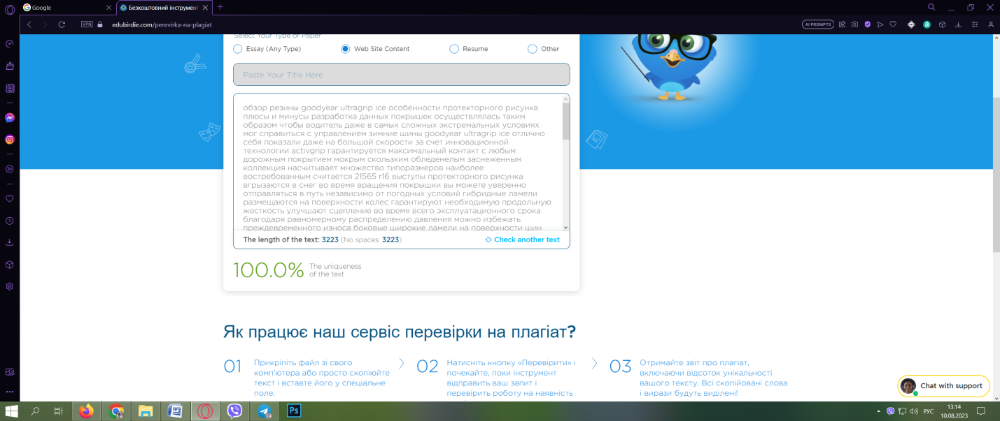 Google
Безкоштовний інструмент
VPN
edubirdie.com/perevirka-na-plagiat
AI PROMPTS
Select Your Type of Paper
Essay (Any Type)
Web Site Content
Resume
Other
Paste Your Title Here
обзор резины goodyear ultragrip ice особенности протекторного рисунка
плюсы и минусы разработка данных покрышек осуществлялась таким
образом чтобы водитель даже в самых сложных экстремальных условиях
мог справиться с управлением зимние шины goodyear ultragrip ice отлично
себя показали даже на большой скорости за счет инновационной
технологии activgrip гарантируется максимальный контакт с любым
дорожным покрытием мокрым скользким обледенелым заснеженным
коллекция насчитывает множество типоразмеров наиболее
востребованным считается 21565 r16 выступы протекторного рисунка
вгрызаются в снег во время вращения покрышки вы можете уверенно
отправляться в путь независимо от погодных условий гибридные ламели
размещаются на поверхности колес гарантируют необходимую продольную
жесткость улучшают сцепление во время всего эксплуатационного срока
благодаря равномерному распределению давления можно избежать
преждевременного износа боковые широкие ламели на поверхности шин
The length of the text: 3223 (No spaces: 3223)
Check another text
100.0%
The uniqueness
of the text
Як працює наш сервіс перевірки на плагіат?
01
Прикріпіть файл зі свого
комп'ютера або просто скопіюйте
текст і вставте його у спеціальне
поле.
02
Натисніть кнопку «Перевірити» і
почекайте, поки інструмент
відправить ваш запит і
перевірить роботу на наявність
03
Отримайте звіт про плагіат,
включаючи відсоток унікальності
вашого тексту. Всі скопійовані слова
і вирази будуть виділені!
Chat with support
Ps
14
РУС
13:14
10.08.2023